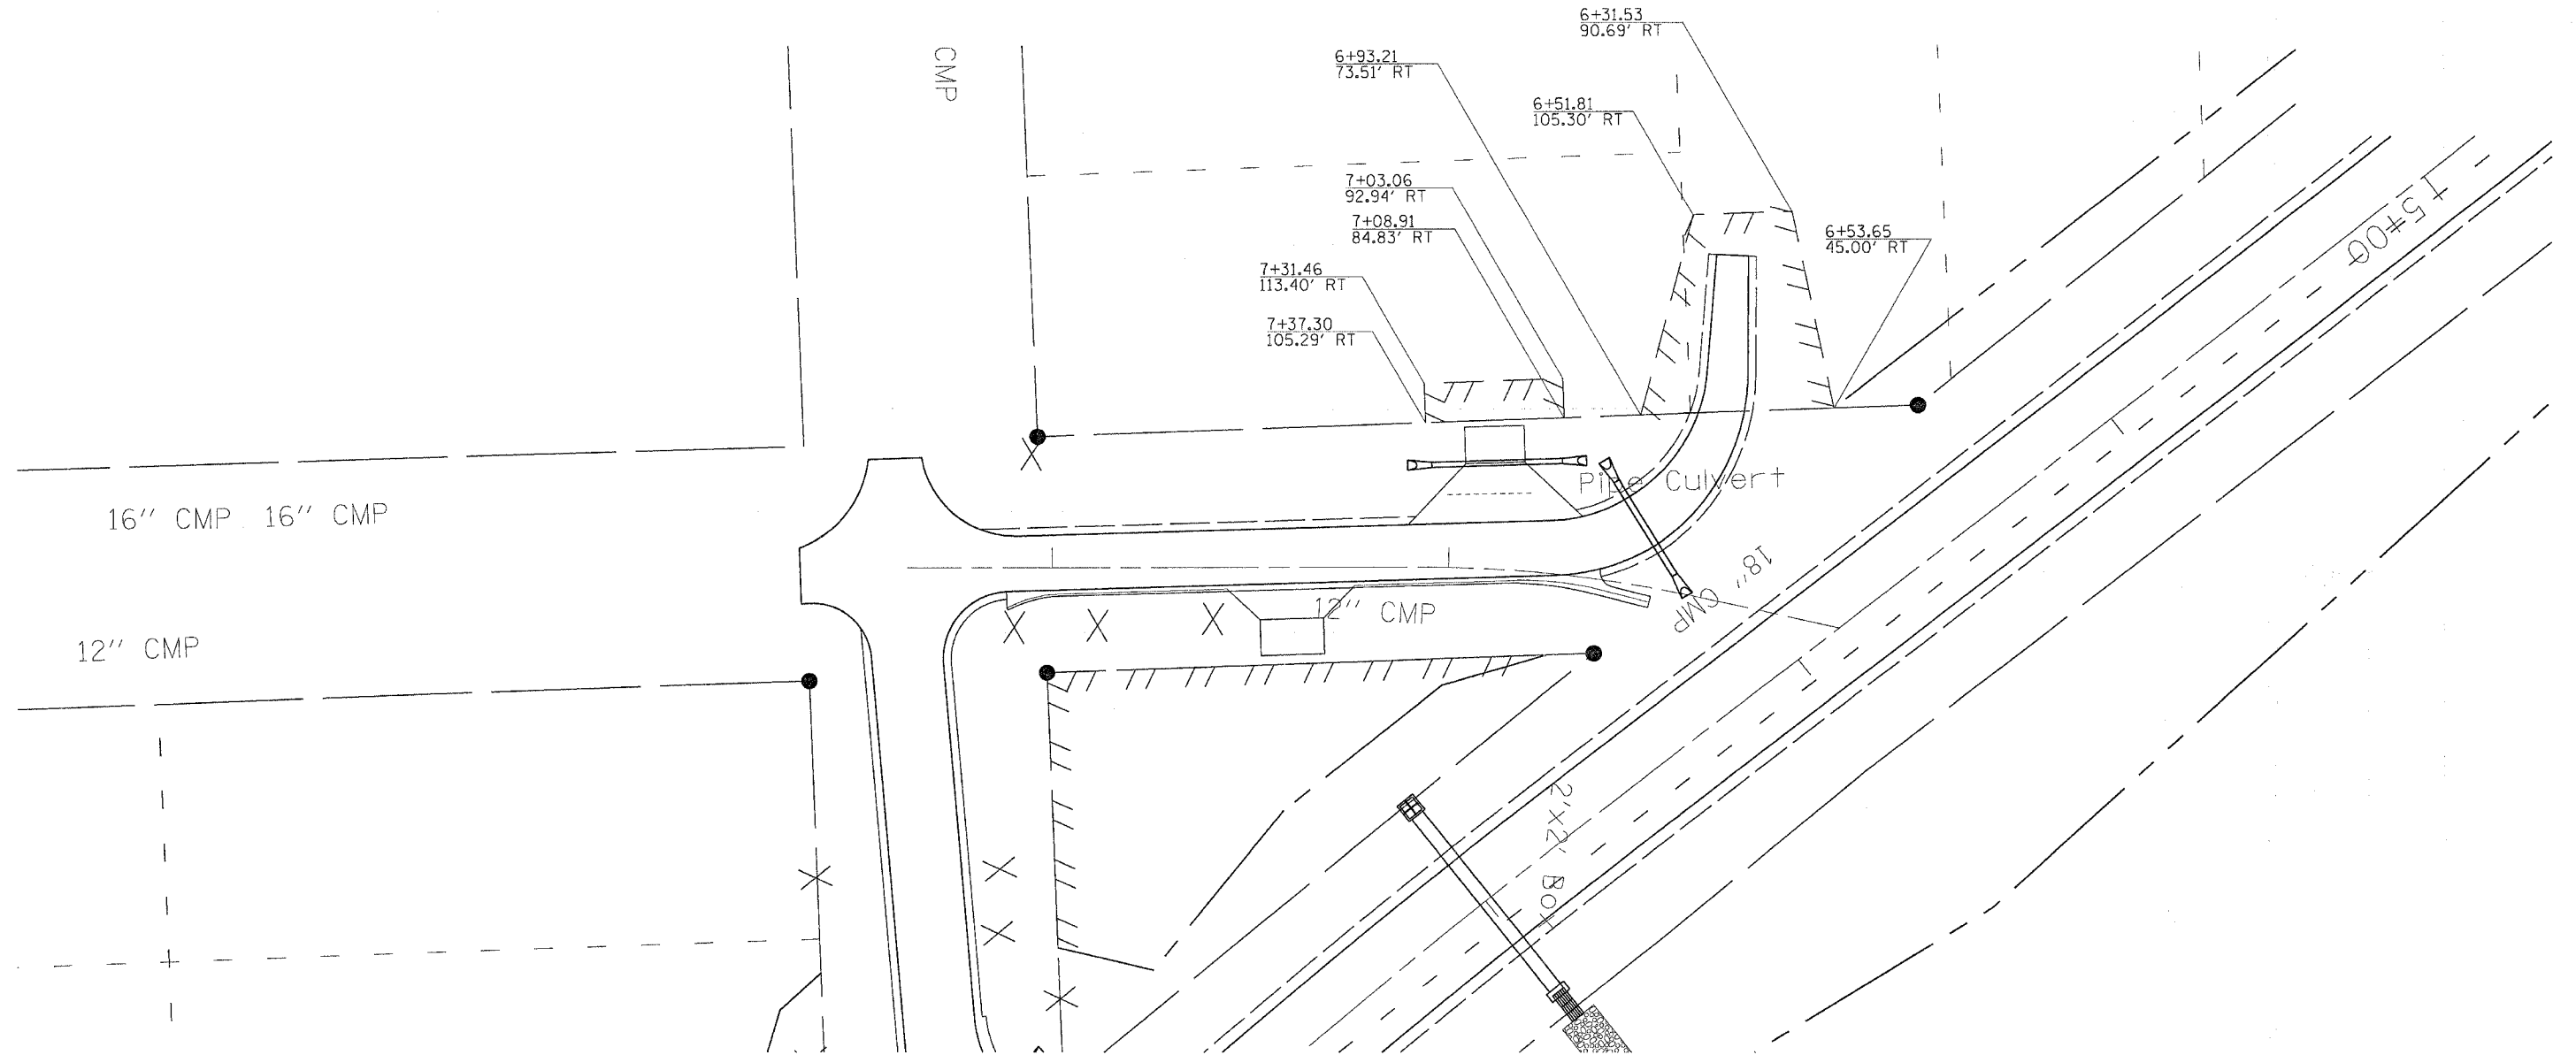 6+31.53
90.69' RT
CMP
6+93.21
73.51' RT
6+51.81
105.30' RT
7+03.06
92.94' RT
15+00
7+08.91
84.83' RT
6+53.65
45.00' RT
7+31.46
113.40' RT
7+37.30
105.29' RT
Pipe Culvert
16" CMP 16" CMP
18" CMP
12" CMP
12" CMP
2'x2' Box